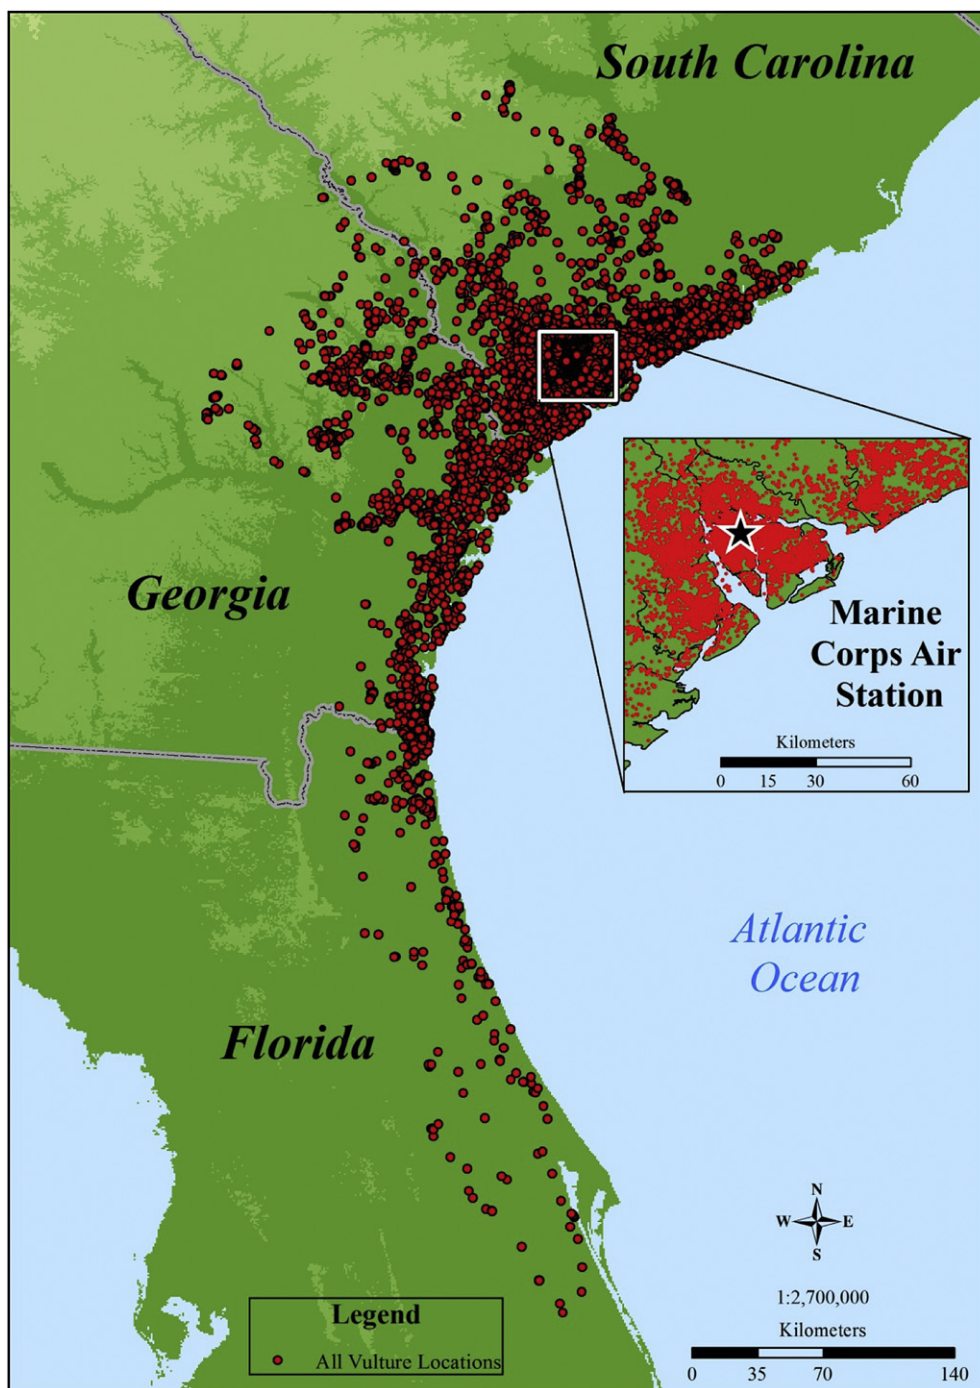 South Carolina
Georgia
Marine
Corps Air
Station
Kilometers
0 15 30 60
Atlantic
Ocean
Florida
N
W E
S
1:2,700,000
Kilometers
0 35 70 140
Legend
All Vulture Locations